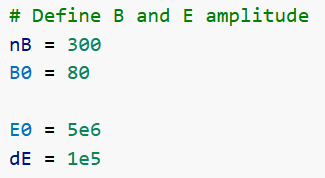 # Define B and E amplitude
nB = 300
B0 = 80
E0 = 5e6
dE = 1e5